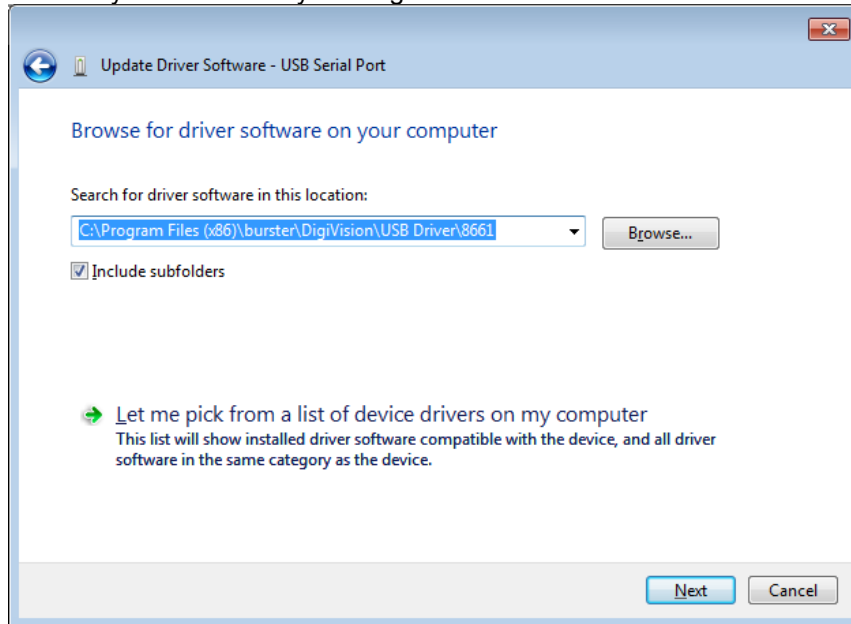 Update Driver Software - USB Serial Port
Browse for driver software on your computer
Search for driver software in this location:
C:\Program Files (x86)\burster\DigiVision\USB Driver\8661
Browse...
Include subfolders
Let me pick from a list of device drivers on my computer
This list will show installed driver software compatible with the device, and all driver
software in the same category as the device.
Next Cancel